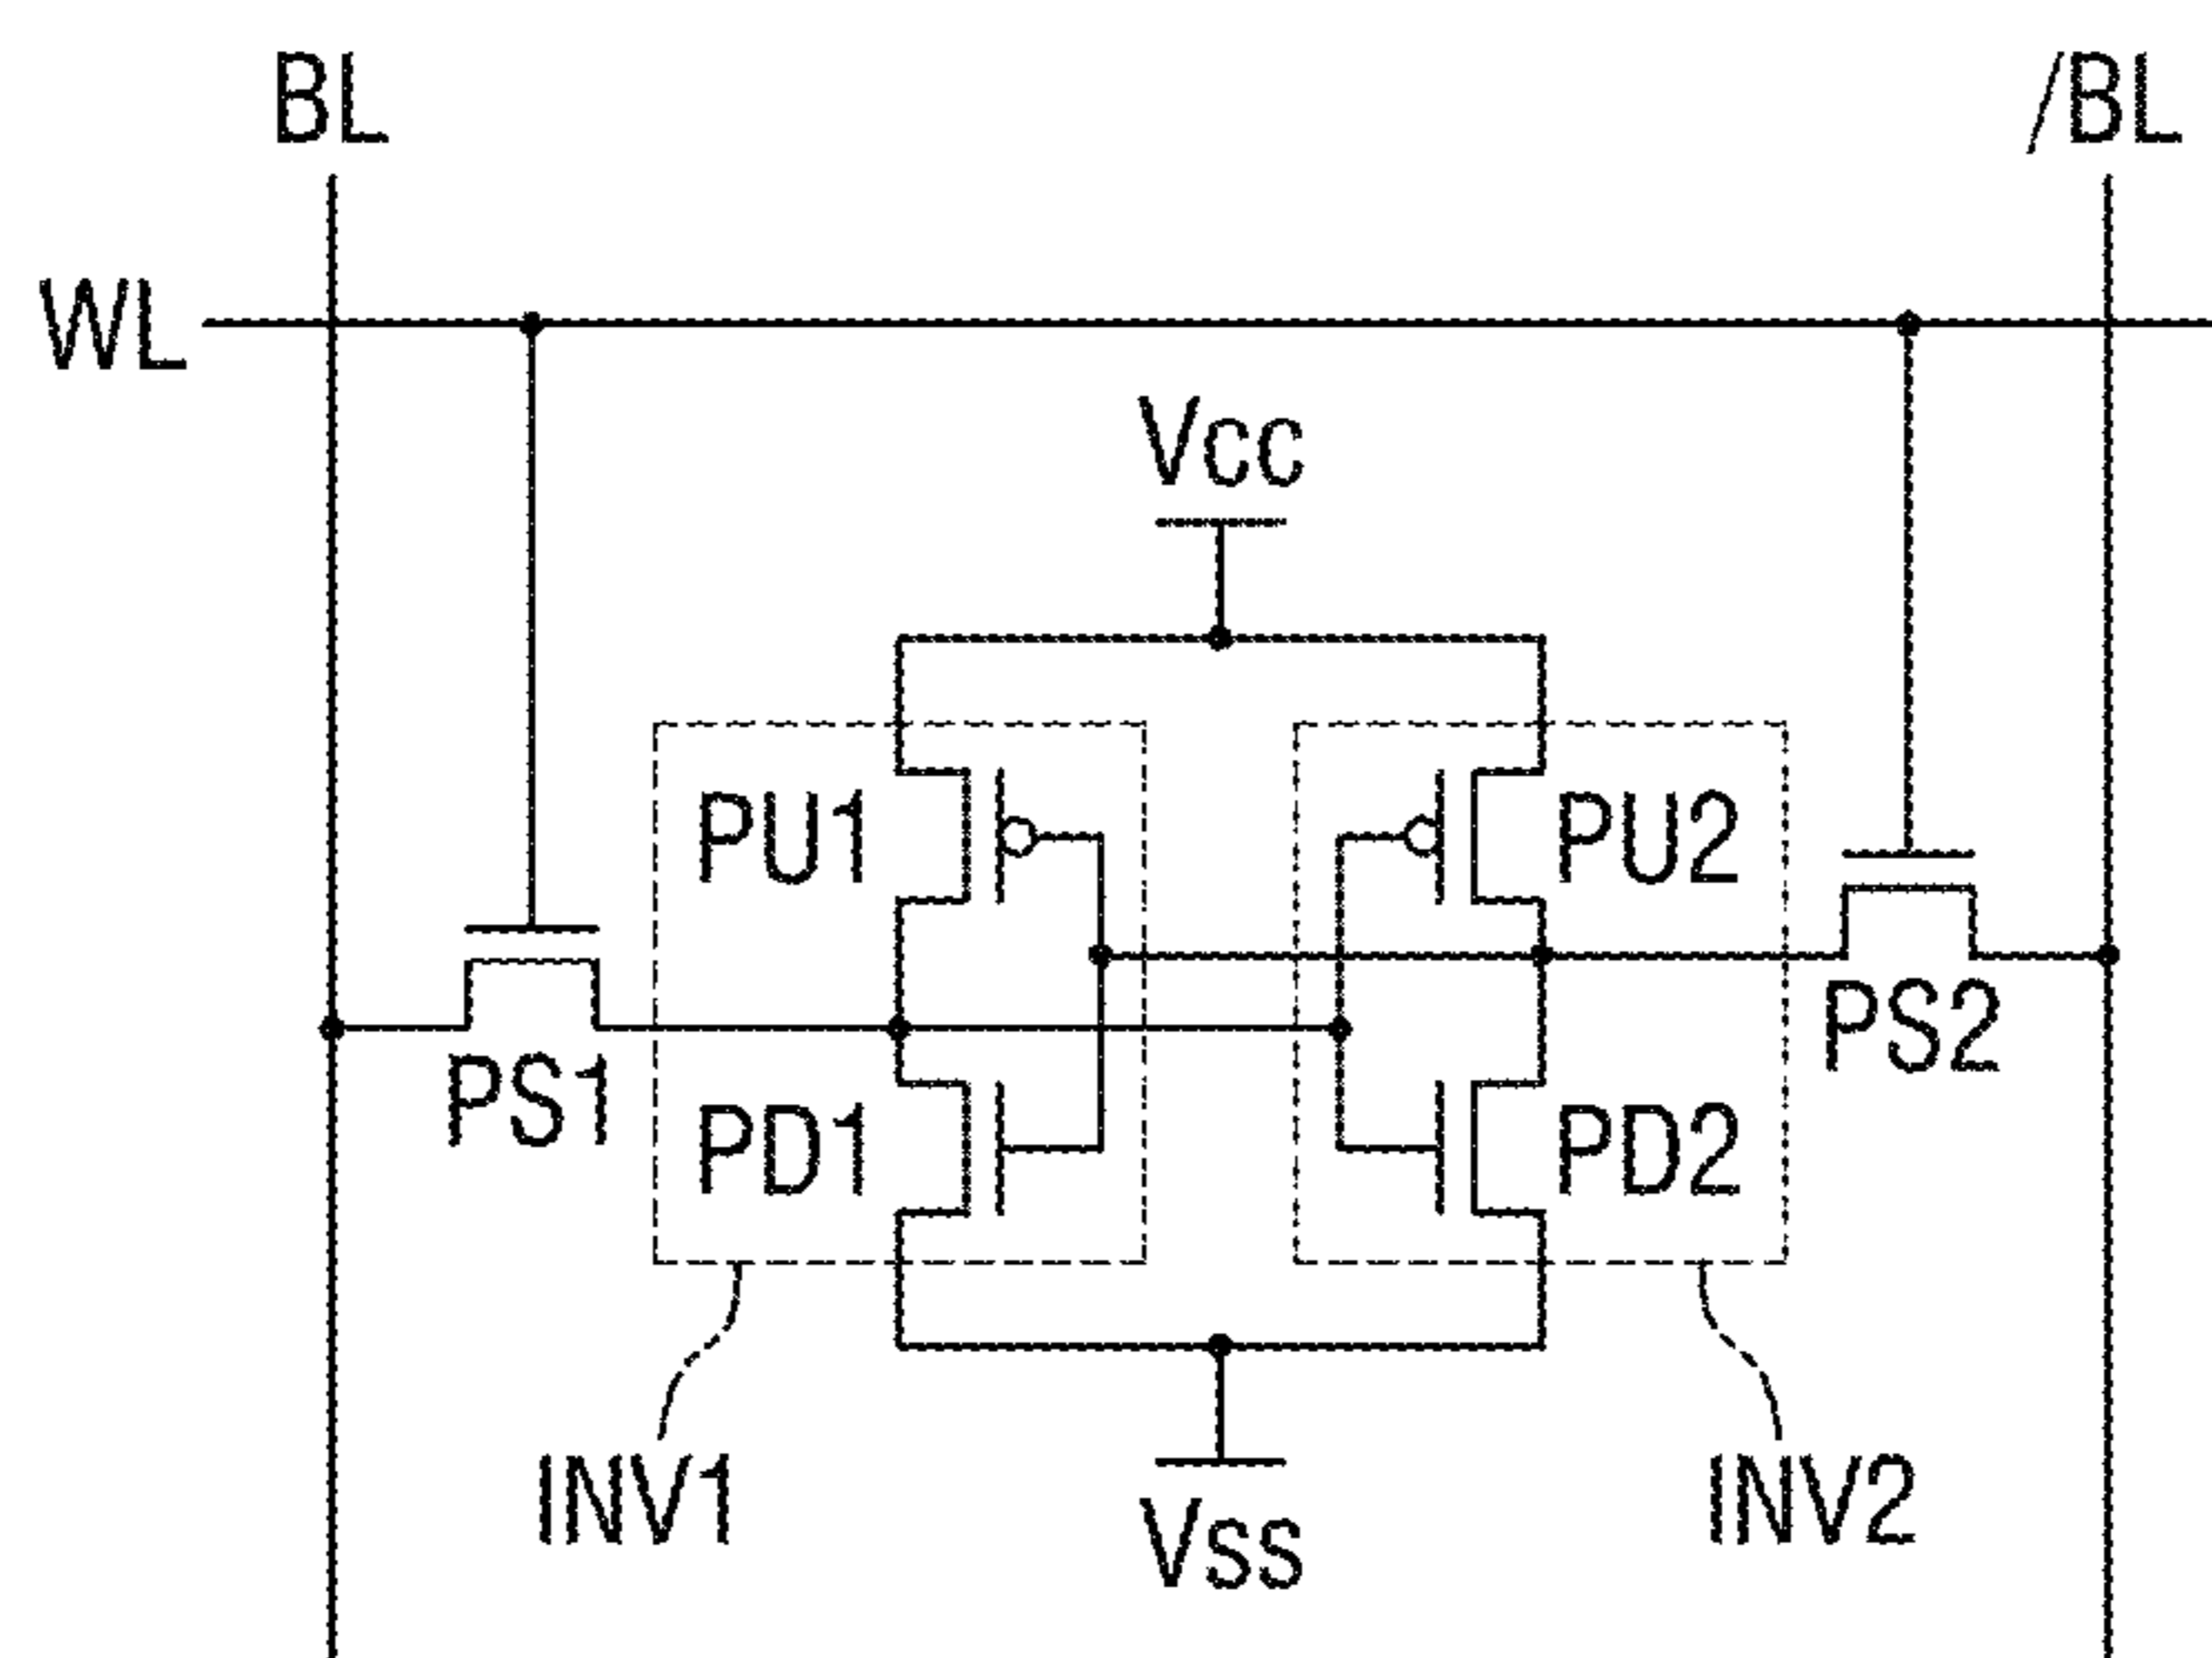 BL
/BL
WL
Vcc
PU1
PU2
PS1
PS2
PD1
PD2
INV1
INV2
Vss